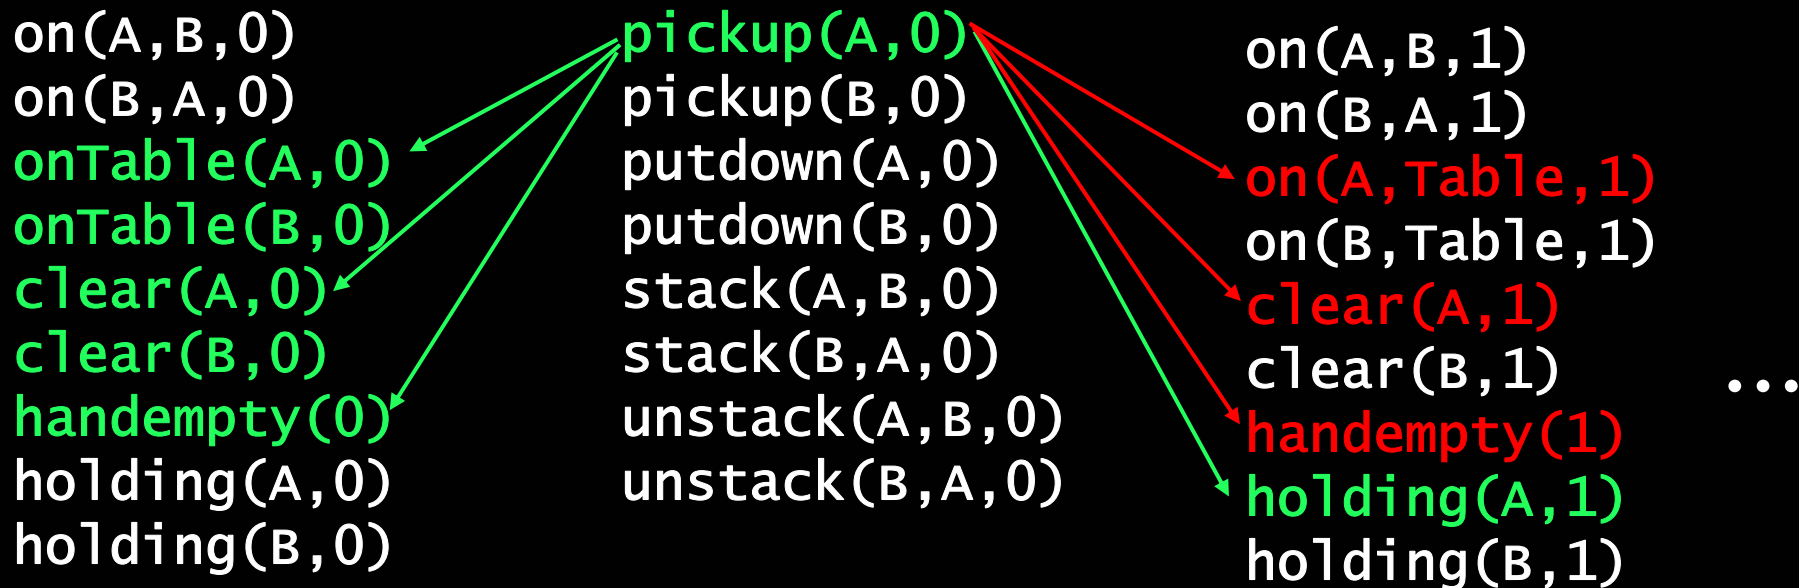 on(A,B,0)
on(B,A,0)
onTable(A,0)
onTable(B,0)
clear(A,0)
clear(B,0)
handempty(0)
holding(A,0)
holding(B,0)
pickup(A,0)
pickup(B,0)
putdown(A,0)
putdown(B,0)
stack(A,B,0)
stack(B,A,0)
unstack(A,B,0)
unstack(B,A,0)
on(A,B,1)
on(B,A,1)
on(A,Table,1)
on(B,Table,1)
clear(A,1)
clear(B,1)
handempty(1)
holding(A,1)
holding(B,1)
...